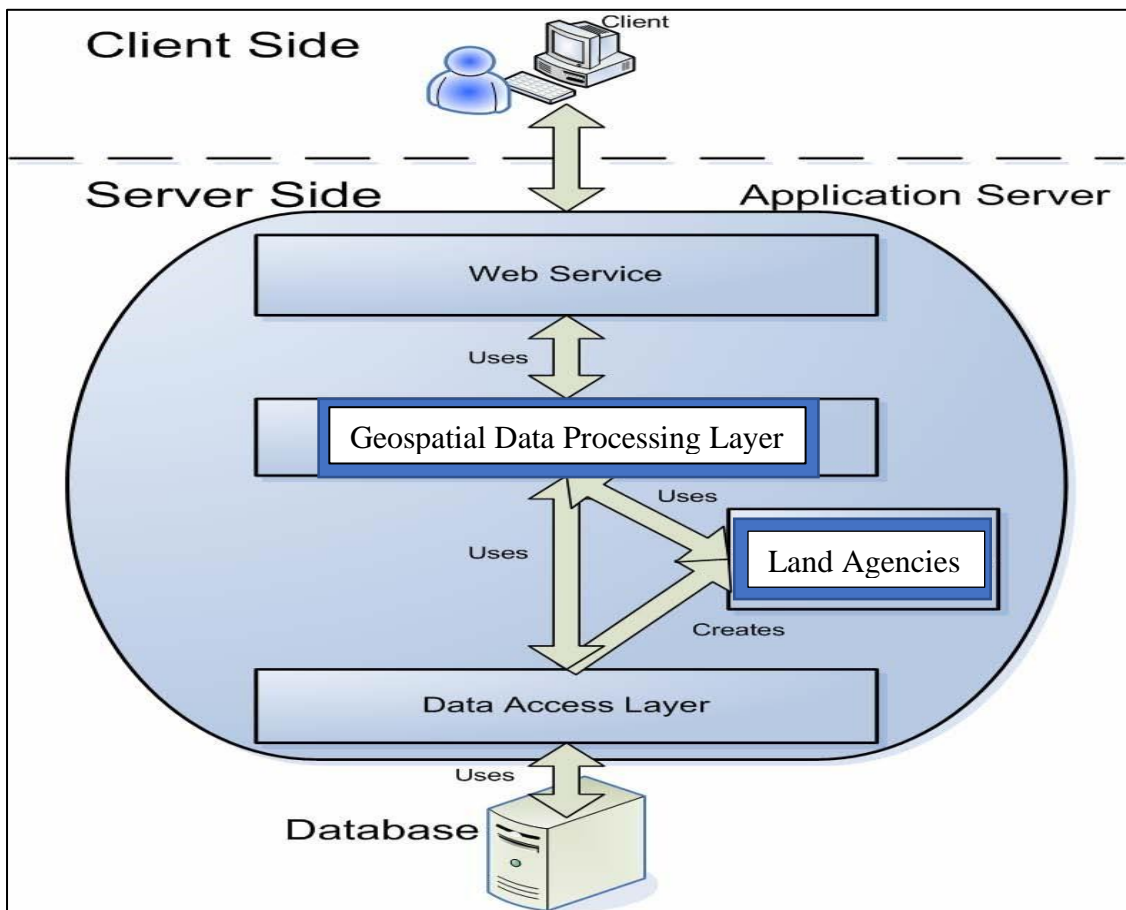 Client
Client Side
Server Side
Application Server
Web Service
Uses
Geospatial Data Processing Layer
Uses
Uses
Land Agencies
Creates
Data Access Layer
Uses
Database